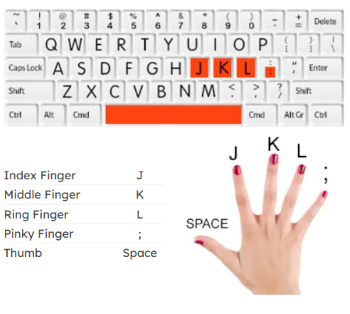 ~ ` ! 1 @ 2 # 3 $ 4 % 5 ^ 6 & 7 * 8 ( 9 ) 0 - + = Delete
Tab Q W E R T Y U I O P { [ } ] | \
Caps Lock A S D F G H J K L : ; " ' Enter
Shift Z X C V B N M < , > . ? / Shift
Ctrl Alt Cmd Cmd Alt Gr Ctrl
J K L ;
SPACE
Index Finger J
Middle Finger K
Ring Finger L
Pinky Finger ;
Thumb Space